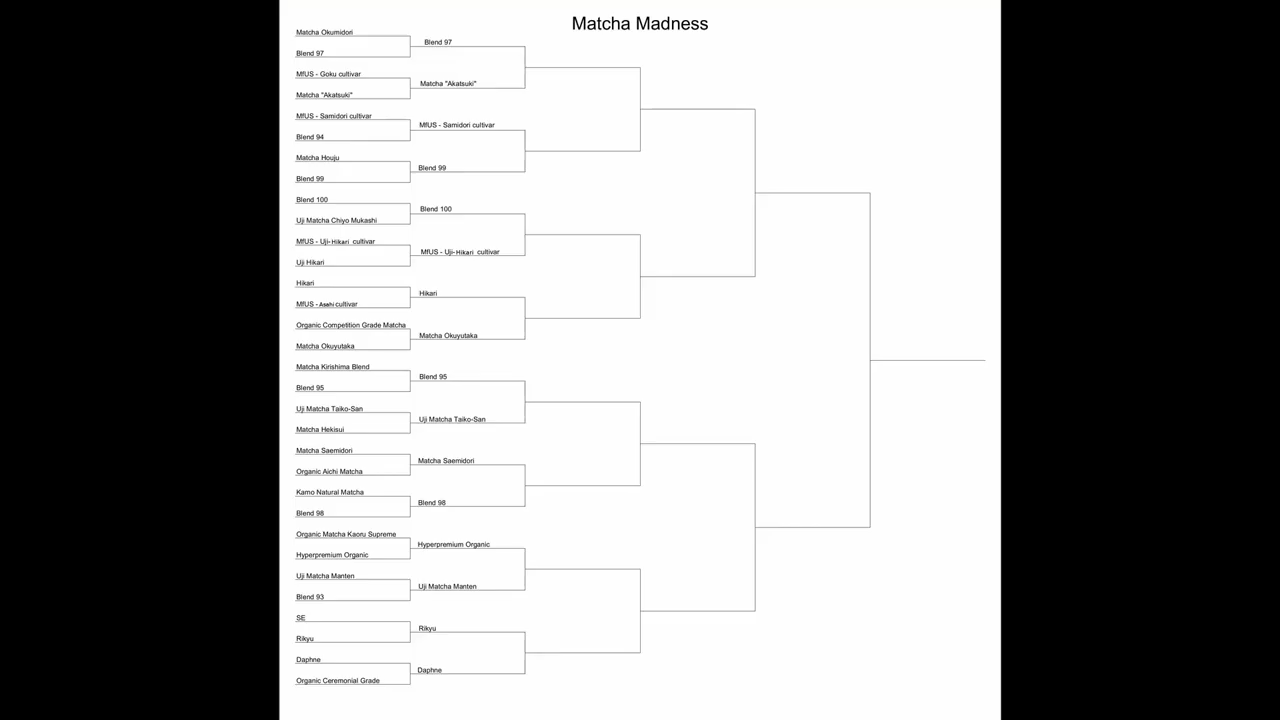 Matcha Madness
Matcha Okumidori
Blend 97
MfUS - Goku cultivar
Matcha "Akatsuki"
MfUS - Samidori cultivar
Blend 94
Matcha Houju
Blend 99
Blend 100
Uji Matcha Chiyo Mukashi
MfUS - Uji-Hikari cultivar
Uji Hikari
Hikari
MfUS - Asahi cultivar
Organic Competition Grade Matcha
Matcha Okuyutaka
Matcha Kirishima Blend
Blend 95
Uji Matcha Taiko-San
Matcha Hekisui
Matcha Saemidori
Organic Aichi Matcha
Kamo Natural Matcha
Blend 98
Organic Matcha Kaoru Supreme
Hyperpremium Organic
Uji Matcha Manten
Blend 93
SE
Rikyu
Daphne
Organic Ceremonial Grade
Blend 97
Matcha "Akatsuki"
MfUS - Samidori cultivar
Blend 99
Blend 100
MfUS - Uji-Hikari cultivar
Hikari
Matcha Okuyutaka
Blend 95
Uji Matcha Taiko-San
Matcha Saemidori
Blend 98
Hyperpremium Organic
Uji Matcha Manten
Rikyu
Daphne